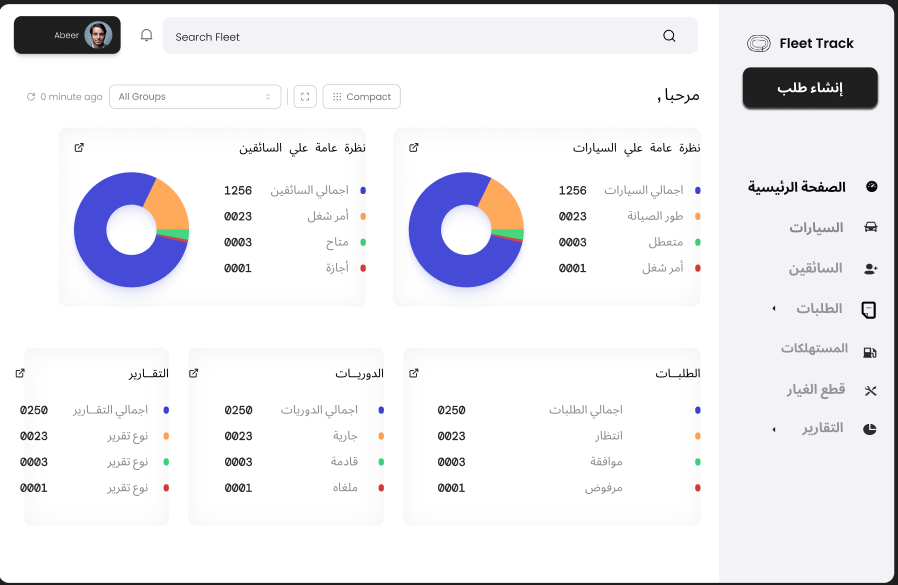 Fleet Track
إنشاء طلب
الصفحة الرئيسية
السيارات
السائقين
الطلبات
المستهلكات
قطع الغيار
التقارير
Search Fleet
Abeer
مرحبا ,
Compact
All Groups
0 minute ago
نظرة عامة علي السيارات
اجمالي السيارات 1256
طور الصيانة 0023
متعطل 0003
أمر شغل 0001
نظرة عامة علي السائقين
اجمالي السائقين 1256
أمر شغل 0023
متاح 0003
أجازة 0001
الطلبــات
اجمالي الطلبات 0250
انتظار 0023
موافقة 0003
مرفوض 0001
الدوريــات
اجمالي الدوريات 0250
جارية 0023
قادمة 0003
ملغاه 0001
التقــارير
اجمالي التقــارير 0250
نوع تقرير 0023
نوع تقرير 0003
نوع تقرير 0001